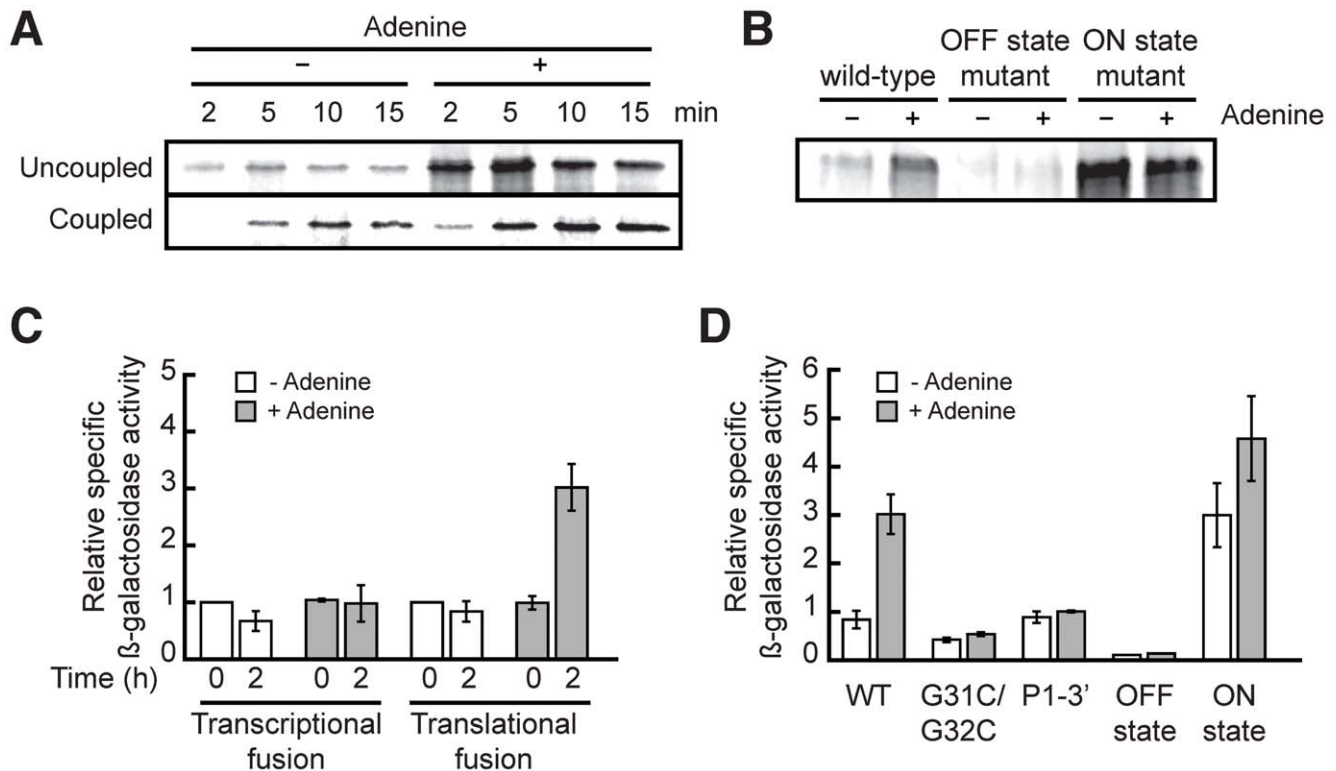 A
Adenine
– +
2 5 10 15 2 5 10 15 min
Uncoupled
Coupled
B
OFF state ON state
wild-type mutant mutant
– + – + – + Adenine
C
Relative specific
ß-galactosidase activity
5
4
3
2
1
0
- Adenine
+ Adenine
Time (h) 0 2 0 2 0 2 0 2
Transcriptional Translational
fusion fusion
D
Relative specific
ß-galactosidase activity
6
5
4
3
2
1
0
- Adenine
+ Adenine
WT G31C/ P1-3’ OFF ON
G32C state state